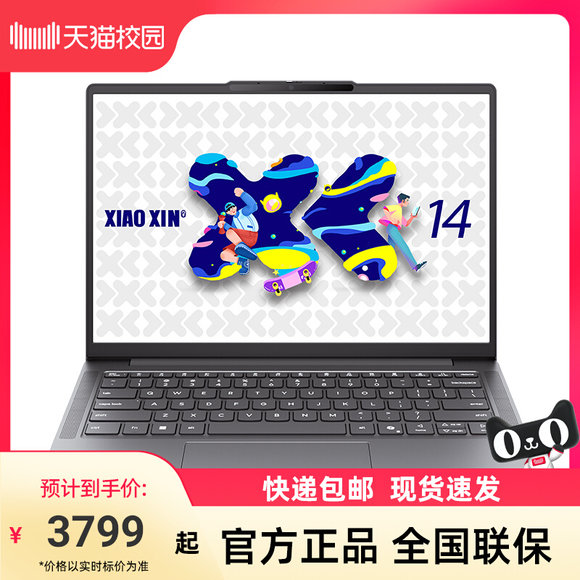 天猫校园
XIAO XIN
14
预计到手价:
¥ 3799 起
*价格以实时标价为准
快递包邮 现货速发
官方正品 全国联保